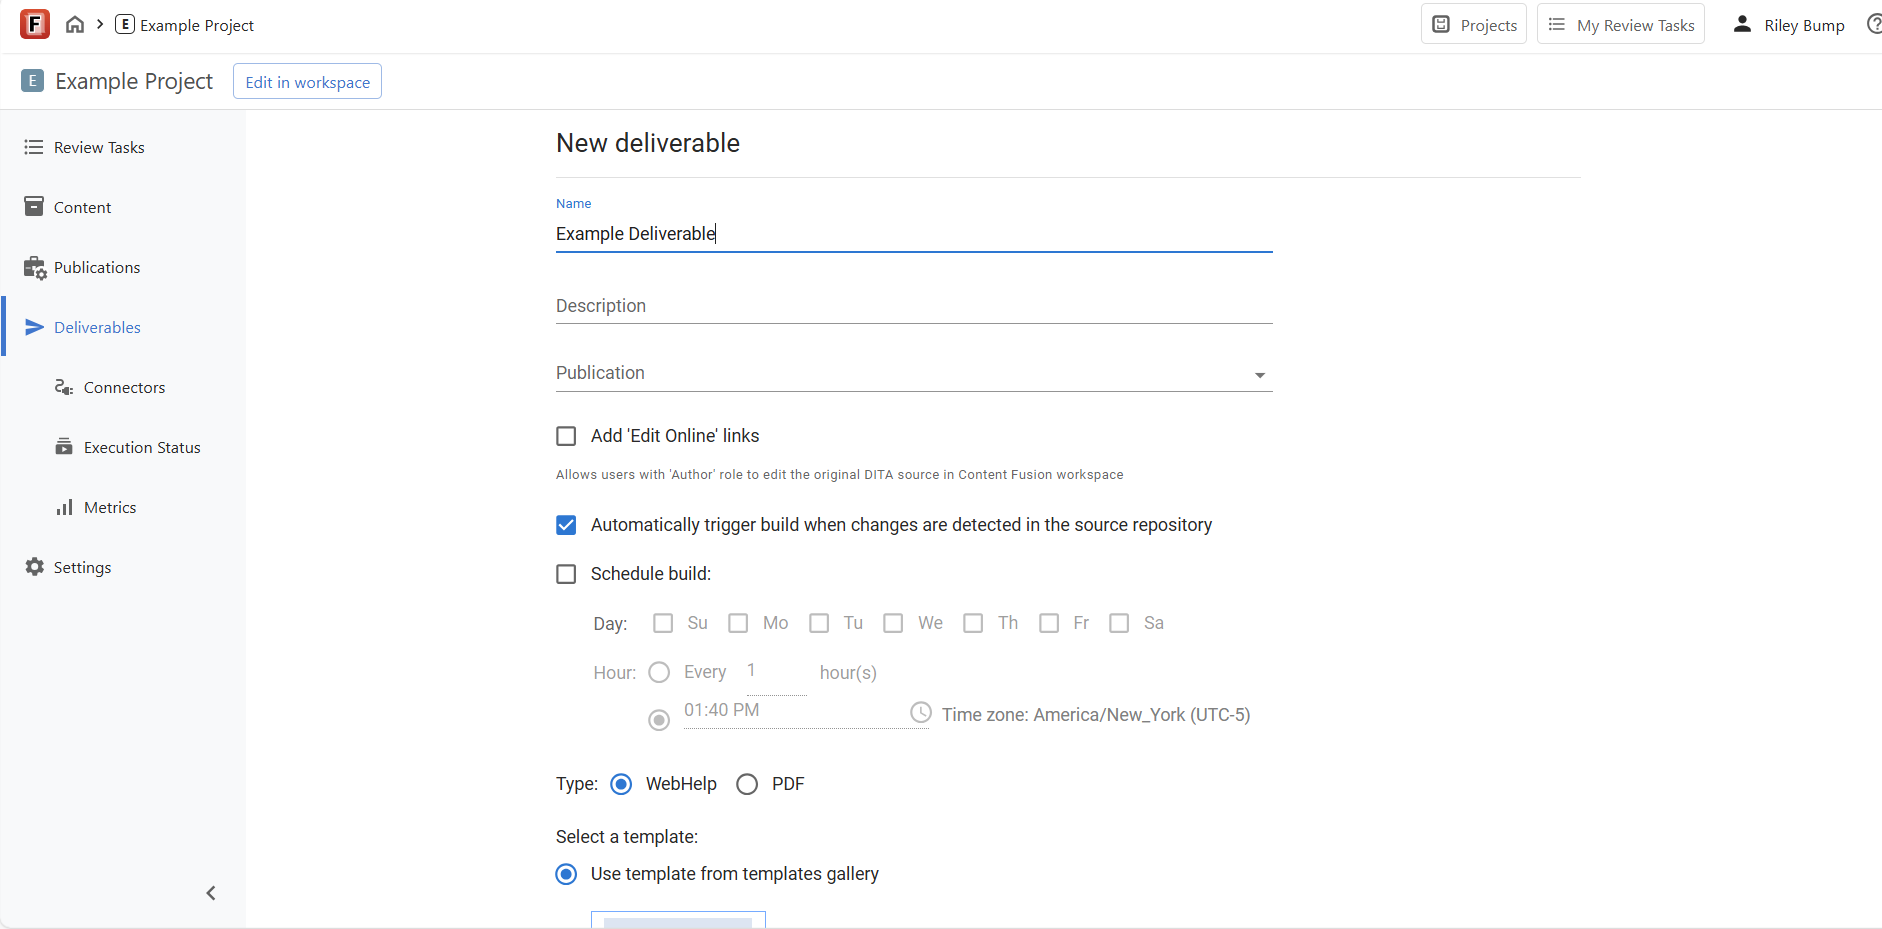 F E Example Project Projects My Review Tasks Riley Bump ?
E Example Project Edit in workspace
Review Tasks
Content
Publications
Deliverables
Connectors
Execution Status
Metrics
Settings
New deliverable
Name
Example Deliverable
Description
Publication
Add 'Edit Online' links
Allows users with 'Author' role to edit the original DITA source in Content Fusion workspace
Automatically trigger build when changes are detected in the source repository
Schedule build:
Day: Su Mo Tu We Th Fr Sa
Hour: Every 1 hour(s)
01:40 PM Time zone: America/New_York (UTC-5)
Type: WebHelp PDF
Select a template:
Use template from templates gallery